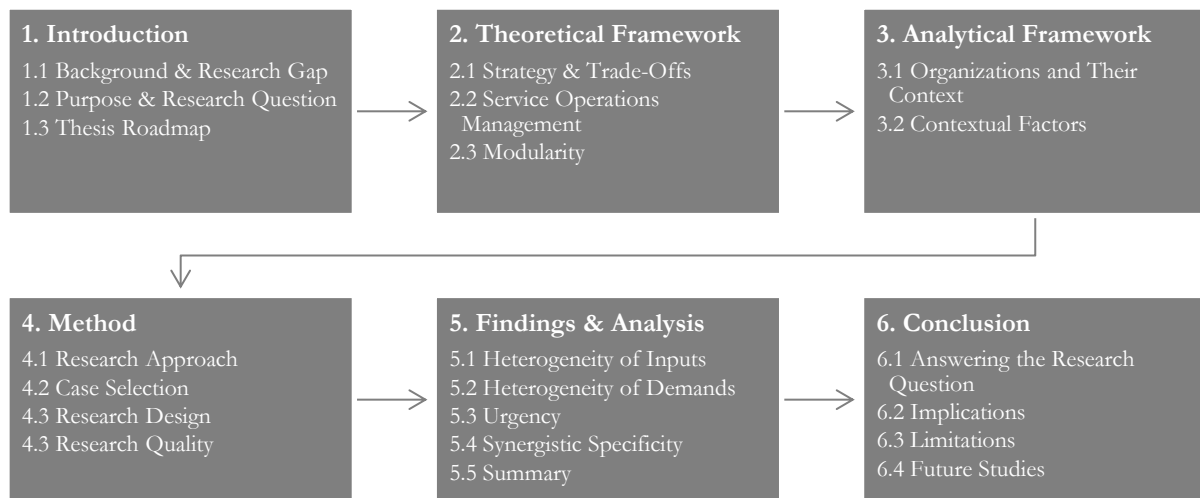 1. Introduction
1.1 Background & Research Gap
1.2 Purpose & Research Question
1.3 Thesis Roadmap
2. Theoretical Framework
2.1 Strategy & Trade-Offs
2.2 Service Operations
Management
2.3 Modularity
3. Analytical Framework
3.1 Organizations and Their
Context
3.2 Contextual Factors
4. Method
4.1 Research Approach
4.2 Case Selection
4.3 Research Design
4.3 Research Quality
5. Findings & Analysis
5.1 Heterogeneity of Inputs
5.2 Heterogeneity of Demands
5.3 Urgency
5.4 Synergistic Specificity
5.5 Summary
6. Conclusion
6.1 Answering the Research
Question
6.2 Implications
6.3 Limitations
6.4 Future Studies